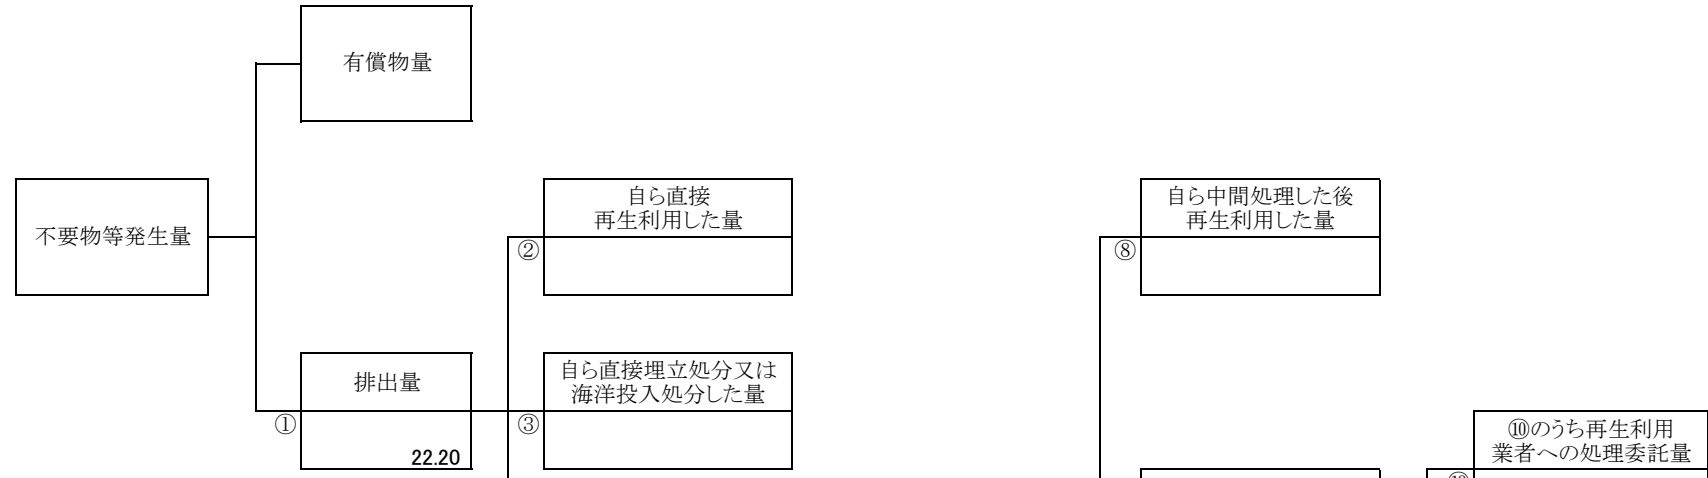 有償物量
不要物等発生量
自ら直接
再生利用した量
②
自ら中間処理した後
再生利用した量
⑧
排出量
①
22.20
自ら直接埋立処分又は
海洋投入処分した量
③
⑩のうち再生利用
業者への処理委託量